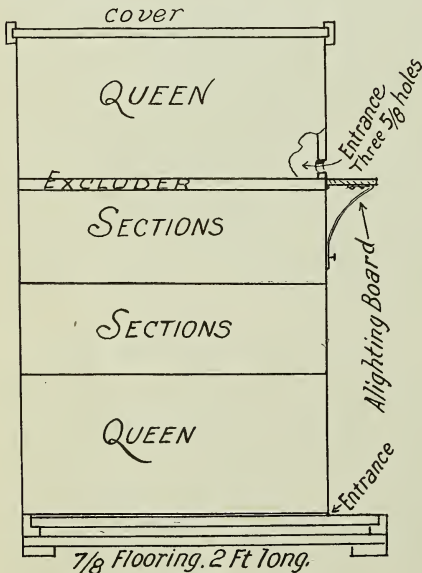 cover
QUEEN
Entrance
Three 5/8 holes
EXCLUDER
SECTIONS
Alighting Board
SECTIONS
QUEEN
Entrance
7/8 Flooring. 2 Ft long.